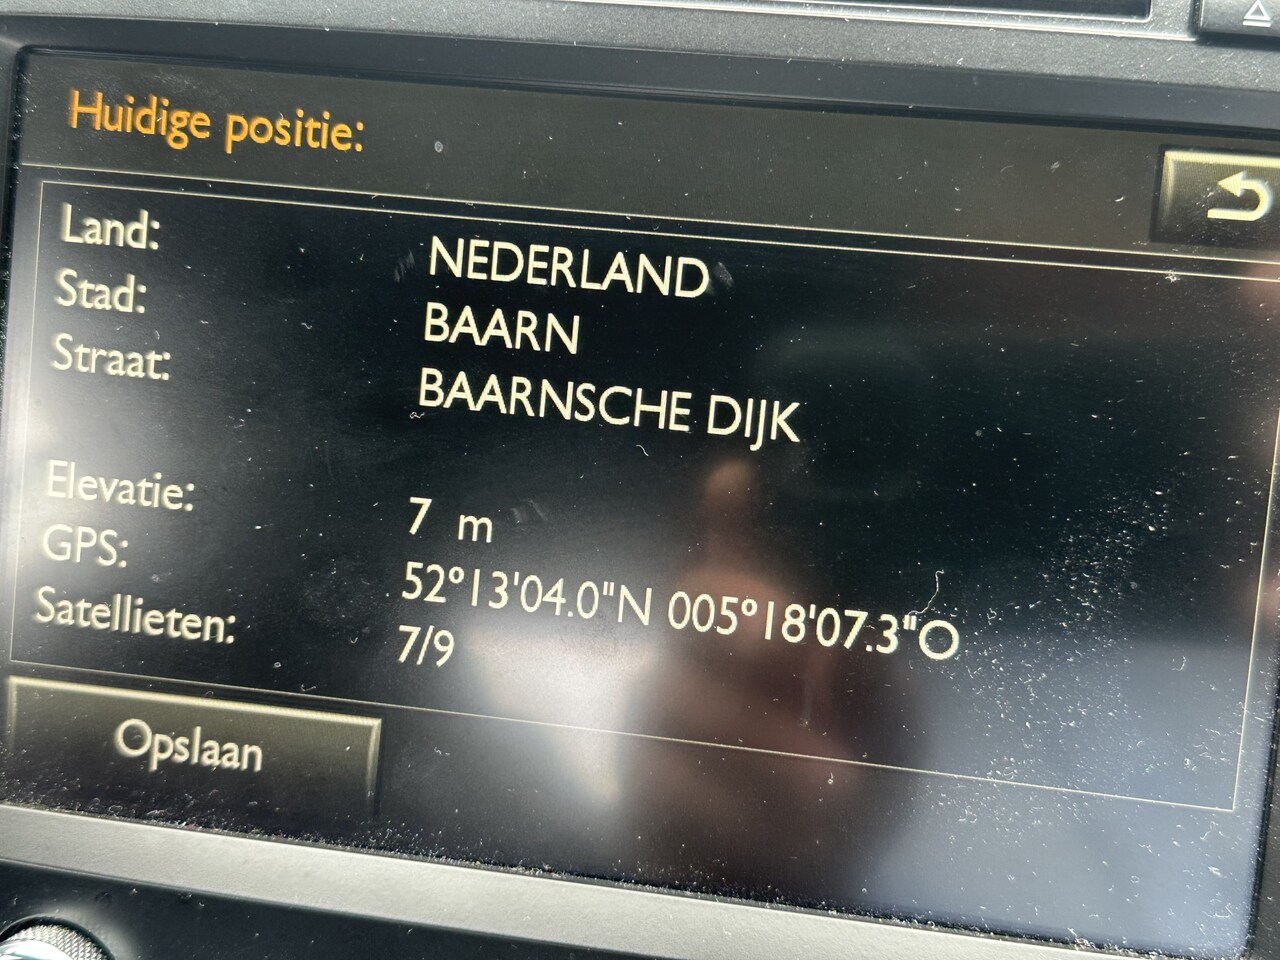 Huidige positie:
Land: NEDERLAND
Stad: BAARN
Straat: BAARNSCHE DIJK
Elevatie: 7 m
GPS: 52°13'04.0"N 005°18'07.3"O
Satellieten: 7/9
Opslaan